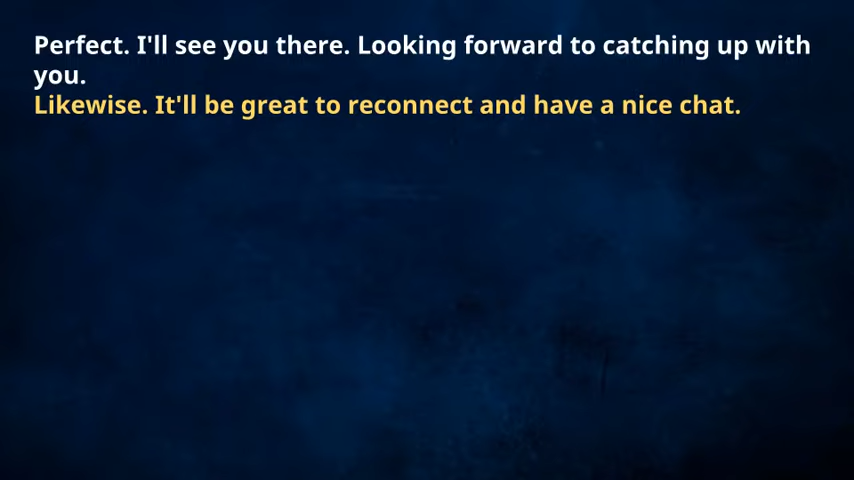 Perfect. I'll see you there. Looking forward to catching up with
you.
Likewise. It'll be great to reconnect and have a nice chat.